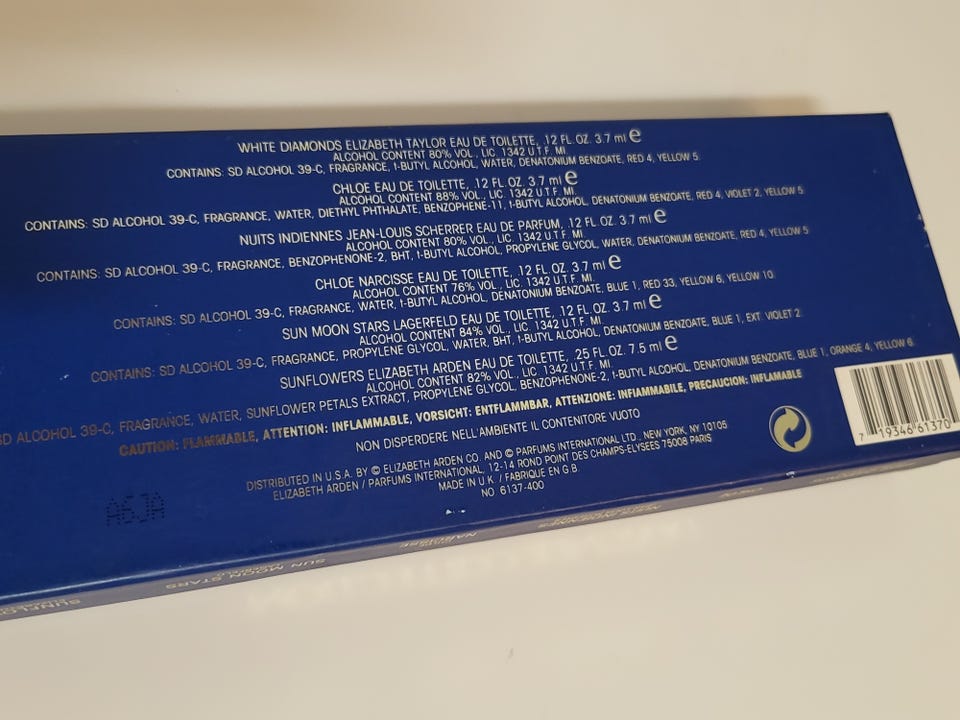 WHITE DIAMONDS ELIZABETH TAYLOR EAU DE TOILETTE, .12 FL. OZ. 3.7 ml e
ALCOHOL CONTENT 80% VOL., LIC. 1342 U.T.F. MI.
CONTAINS: SD ALCOHOL 39-C, FRAGRANCE, t-BUTYL ALCOHOL, WATER, DENATONIUM BENZOATE, RED 4, YELLOW 5.
CHLOE EAU DE TOILETTE, .12 FL. OZ. 3.7 ml e
ALCOHOL CONTENT 88% VOL., LIC. 1342 U.T.F. MI.
CONTAINS: SD ALCOHOL 39-C, FRAGRANCE, WATER, DIETHYL PHTHALATE, BENZOPHENE-11, t-BUTYL ALCOHOL, DENATONIUM BENZOATE, RED 4, VIOLET 2, YELLOW 5.
NUITS INDIENNES JEAN-LOUIS SCHERRER EAU DE PARFUM, .12 FL. OZ. 3.7 ml e
ALCOHOL CONTENT 80% VOL., LIC. 1342 U.T.F. MI.
CONTAINS: SD ALCOHOL 39-C, FRAGRANCE, BENZOPHENONE-2, BHT, t-BUTYL ALCOHOL, PROPYLENE GLYCOL, WATER, DENATONIUM BENZOATE, RED 4, YELLOW 5.
CHLOE NARCISSE EAU DE TOILETTE, .12 FL. OZ. 3.7 ml e
ALCOHOL CONTENT 76% VOL., LIC. 1342 U.T.F. MI.
CONTAINS: SD ALCOHOL 39-C, FRAGRANCE, WATER, t-BUTYL ALCOHOL, DENATONIUM BENZOATE, BLUE 1, RED 33, YELLOW 6, YELLOW 10.
SUN MOON STARS LAGERFELD EAU DE TOILETTE, .12 FL. OZ. 3.7 ml e
ALCOHOL CONTENT 84% VOL., LIC. 1342 U.T.F. MI.
CONTAINS: SD ALCOHOL 39-C, FRAGRANCE, PROPYLENE GLYCOL, WATER, BHT, t-BUTYL ALCOHOL, DENATONIUM BENZOATE, BLUE 1, EXT. VIOLET 2.
SUNFLOWERS ELIZABETH ARDEN EAU DE TOILETTE, .25 FL. OZ. 7.5 ml e
ALCOHOL CONTENT 82% VOL., LIC. 1342 U.T.F. MI.
SD ALCOHOL 39-C, FRAGRANCE, WATER, SUNFLOWER PETALS EXTRACT, PROPYLENE GLYCOL, BENZOPHENONE-2, t-BUTYL ALCOHOL, DENATONIUM BENZOATE, BLUE 1, ORANGE 4, YELLOW 6.
CAUTION: FLAMMABLE, ATTENTION: INFLAMMABLE, VORSICHT: ENTFLAMMBAR, ATTENZIONE: INFIAMMABILE, PRECAUCION: INFLAMABLE
NON DISPERDERE NELL'AMBIENTE IL CONTENITORE VUOTO
DISTRIBUTED IN U.S.A. BY © ELIZABETH ARDEN CO. AND © PARFUMS INTERNATIONAL LTD., NEW YORK, NY 10105
ELIZABETH ARDEN / PARFUMS INTERNATIONAL, 12-14 ROND POINT DES CHAMPS-ELYSEES 75008 PARIS
MADE IN U.K. / FABRIQUE EN G.B.
NO 6137-400
7 19346 61370
A6JA
SUN MOON STARS